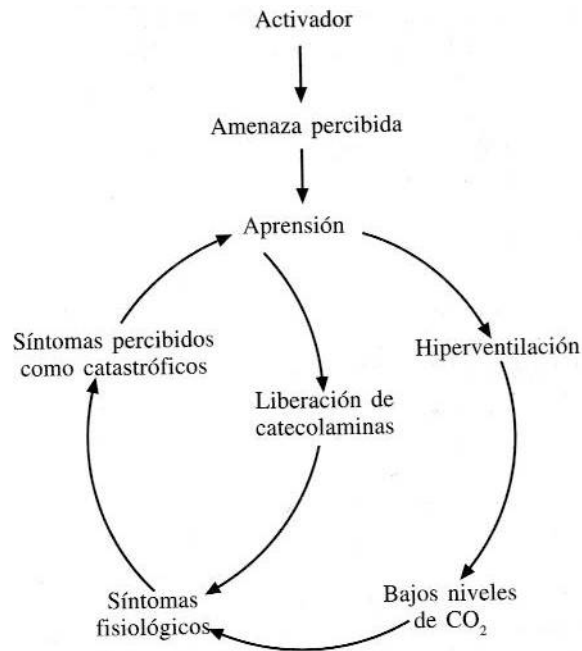 Activador
Amenaza percibida
Aprensión
Síntomas percibidos
como catastróficos
Hiperventilación
Liberación de
catecolaminas
Síntomas
fisiológicos
Bajos niveles
de CO₂